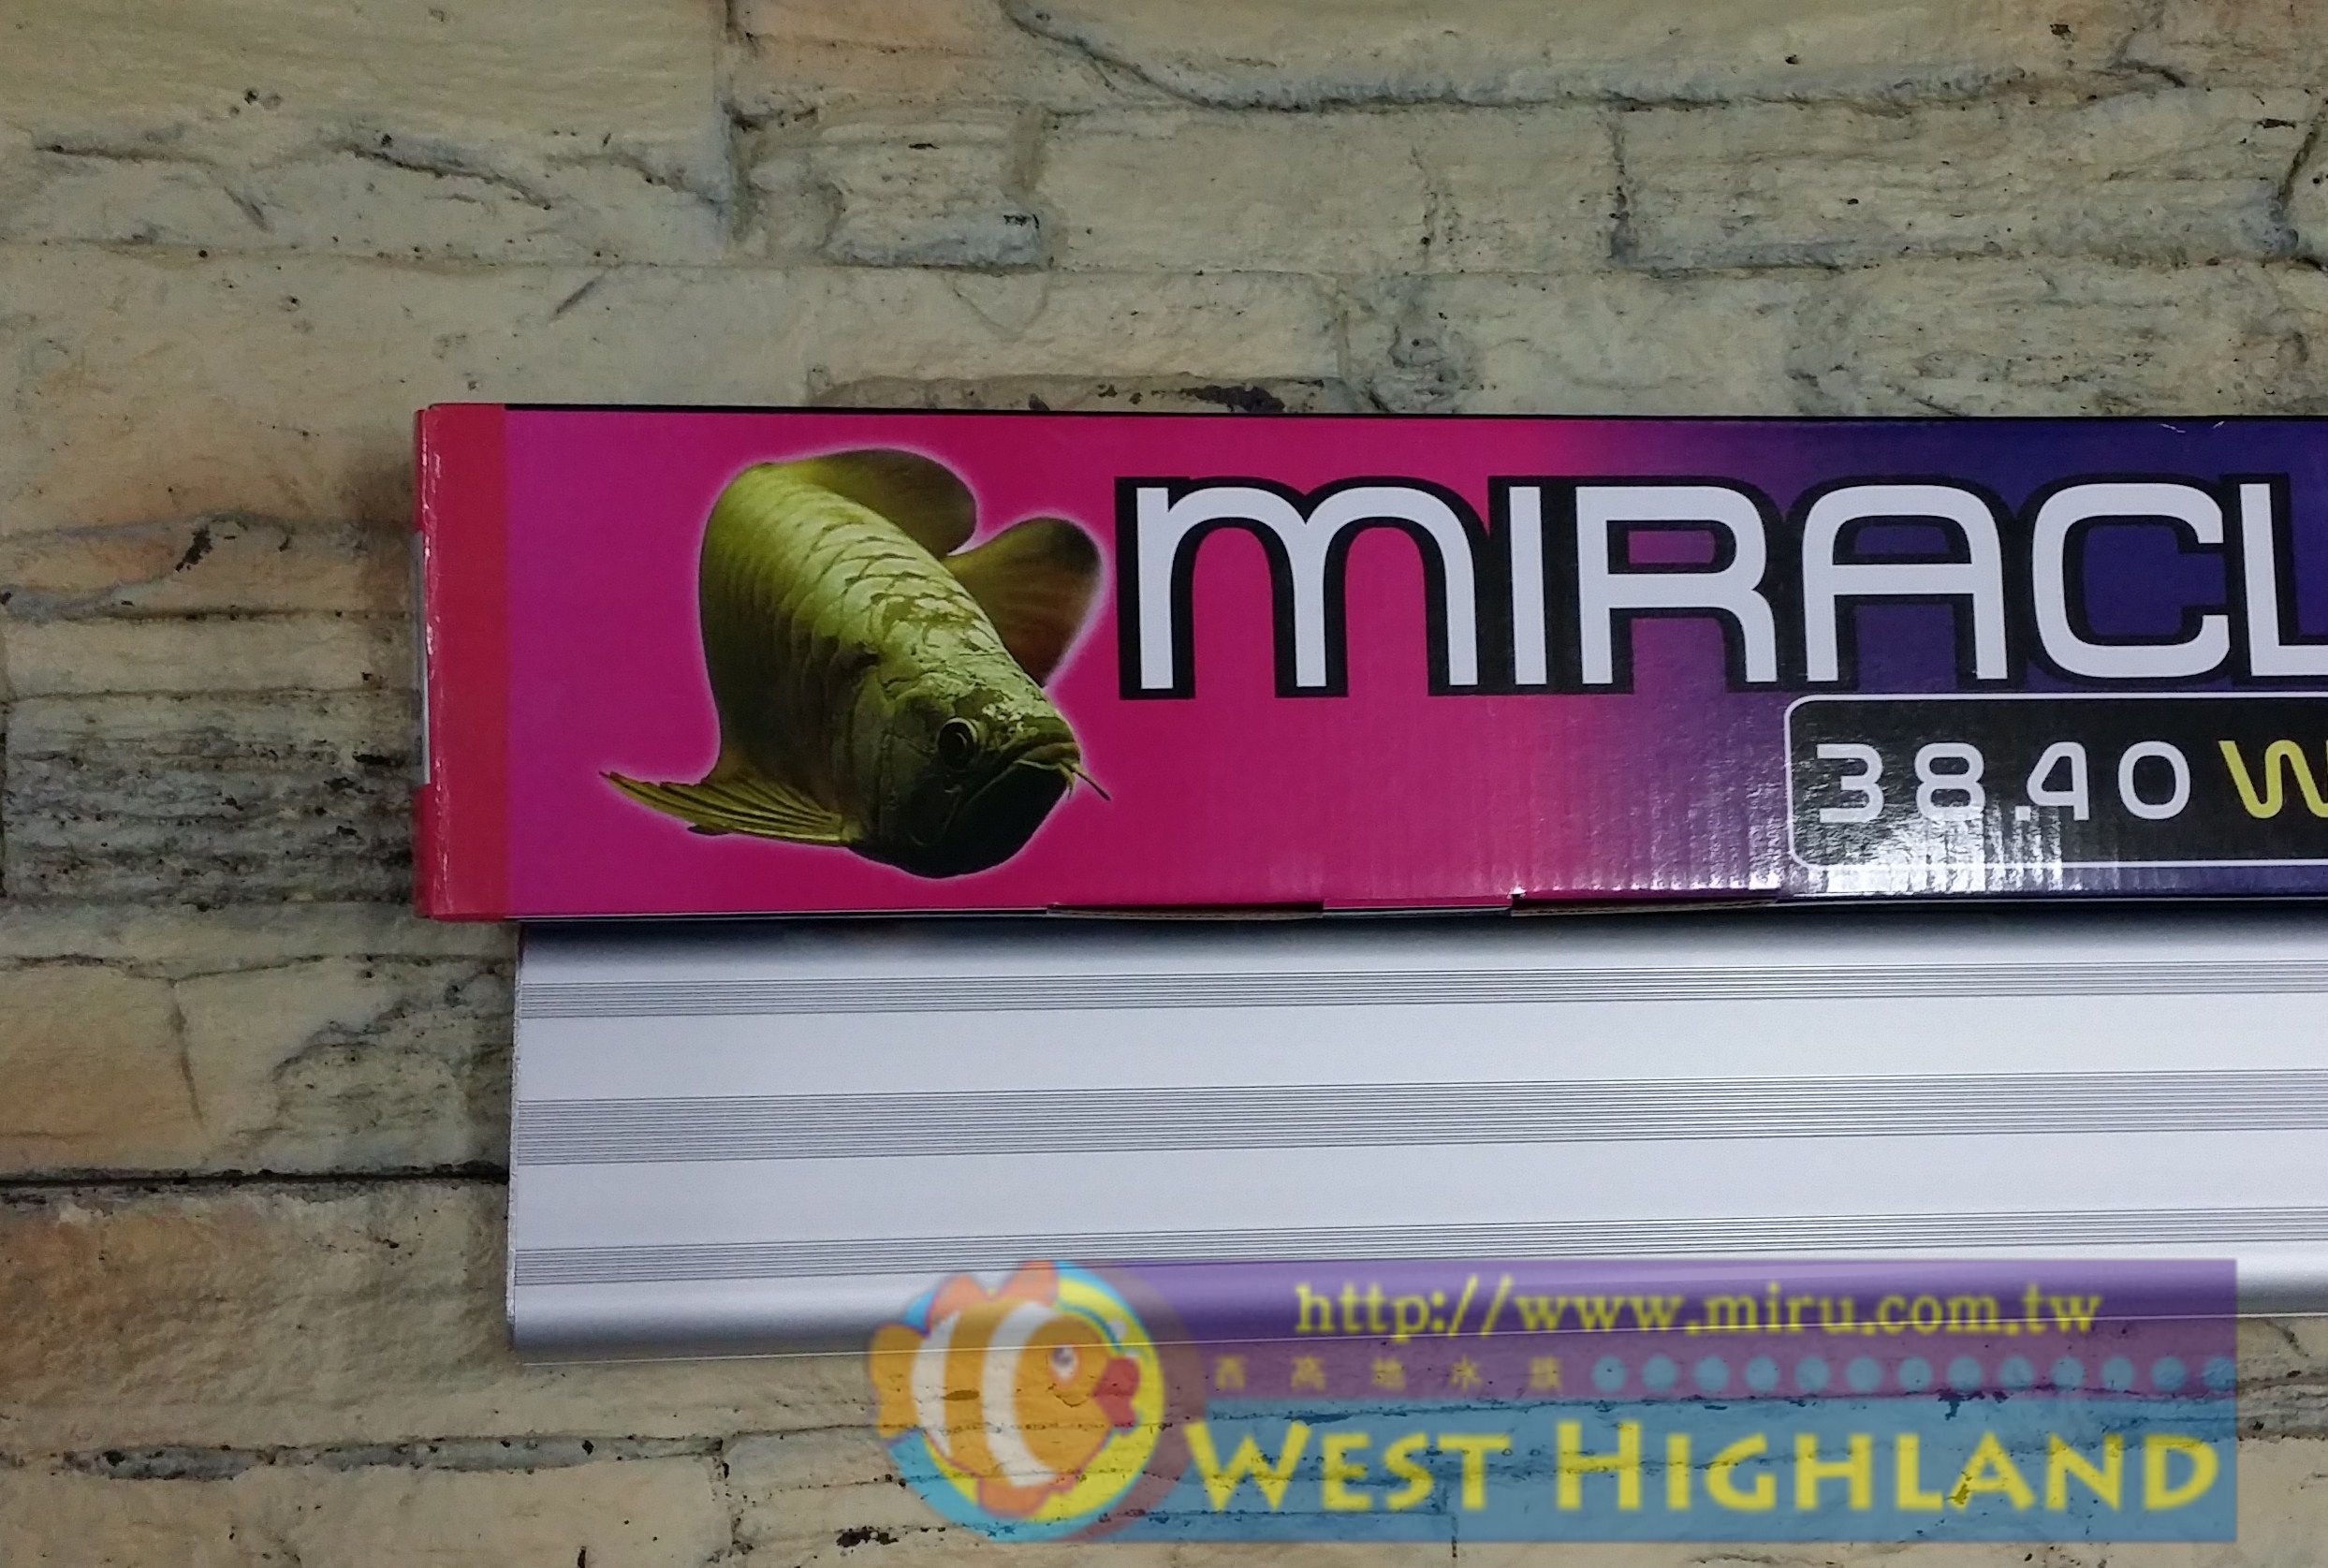 MIRACL
38.40 W
http://www.miru.com.tw
西高地水族
WEST HIGHLAND